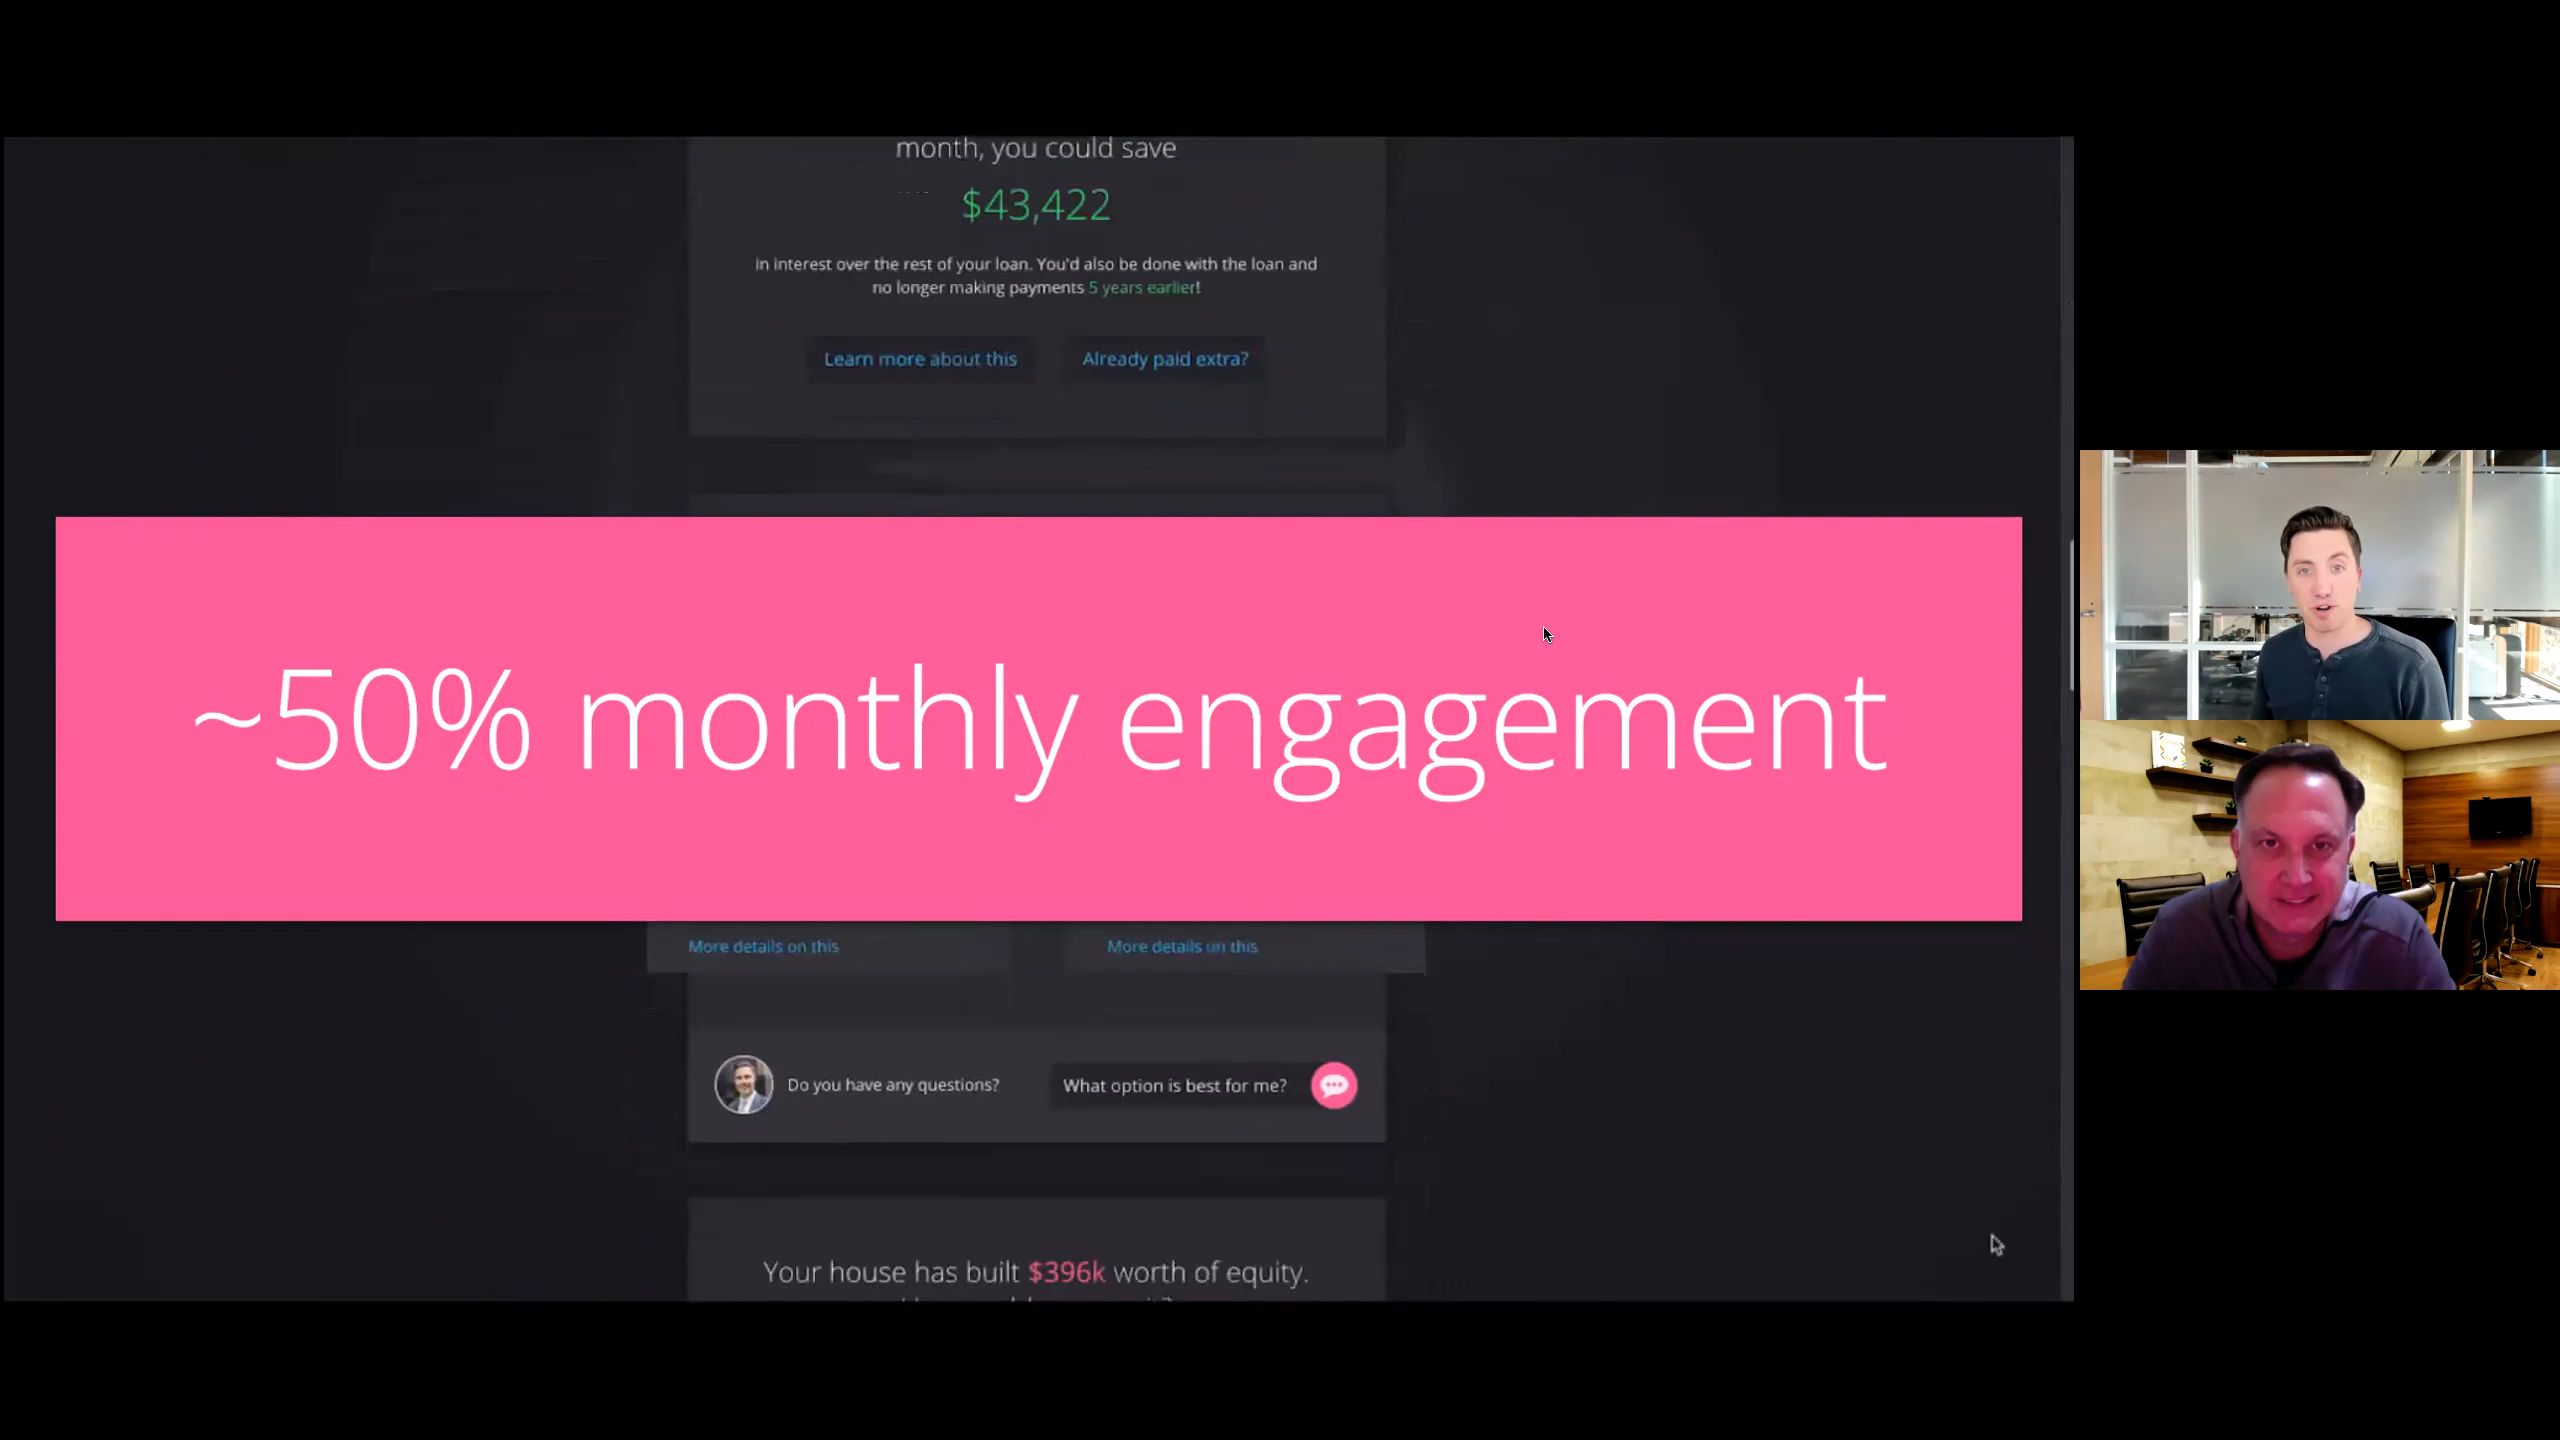 month, you could save
$43,422
in interest over the rest of your loan. You'd also be done with the loan and
no longer making payments 5 years earlier!
Learn more about this
Already paid extra?
~50% monthly engagement
More details on this
More details on this
Do you have any questions?
What option is best for me?
Your house has built $396k worth of equity.